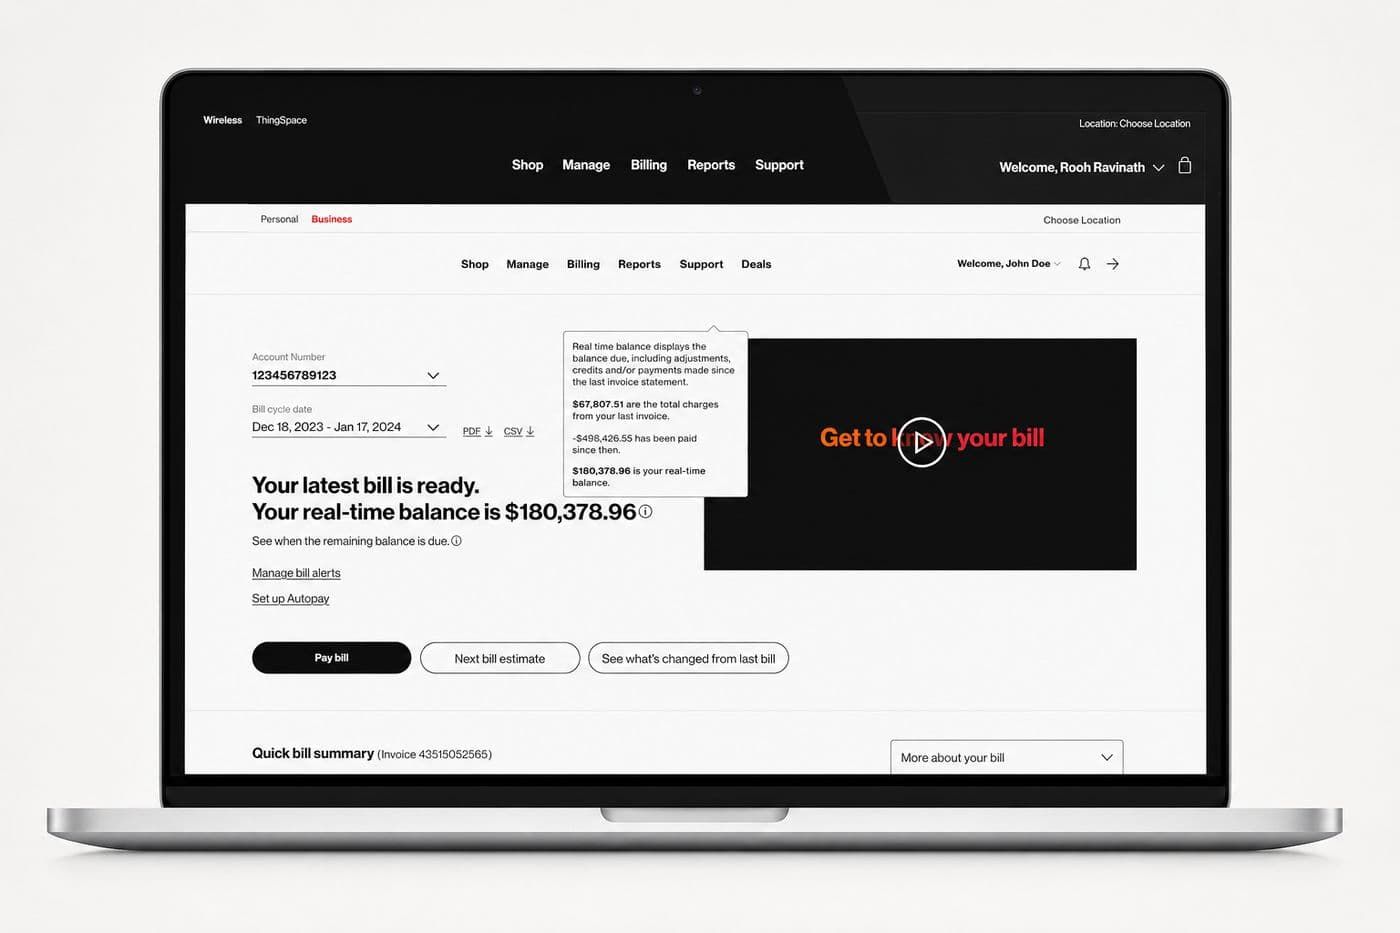 Wireless ThingSpace
Location: Choose Location
Shop Manage Billing Reports Support
Welcome, Rooh Ravinath
Personal Business
Choose Location
Shop Manage Billing Reports Support Deals
Welcome, John Doe
Account Number
123456789123
Bill cycle date
Dec 18, 2023 - Jan 17, 2024
PDF CSV
Your latest bill is ready.
Your real-time balance is $180,378.96
See when the remaining balance is due.
Manage bill alerts
Set up Autopay
Real time balance displays the
balance due, including adjustments,
credits and/or payments made since
the last invoice statement.
$67,807.51 are the total charges
from your last invoice.
-$498,426.55 has been paid
since then.
$180,378.96 is your real-time
balance.
Get to know your bill
Pay bill
Next bill estimate
See what's changed from last bill
Quick bill summary (Invoice 43515052565)
More about your bill